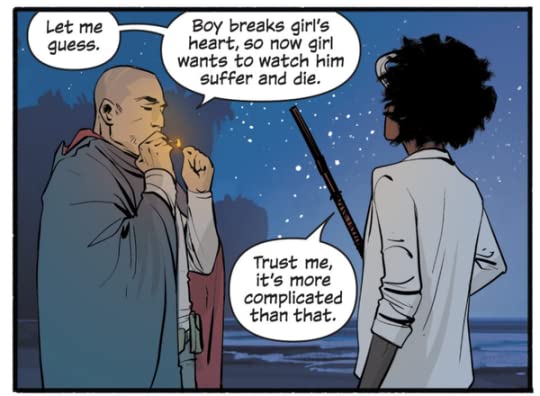 Let me
guess.
Boy breaks girl's
heart, so now girl
wants to watch him
suffer and die.
Trust me,
it's more
complicated
than that.